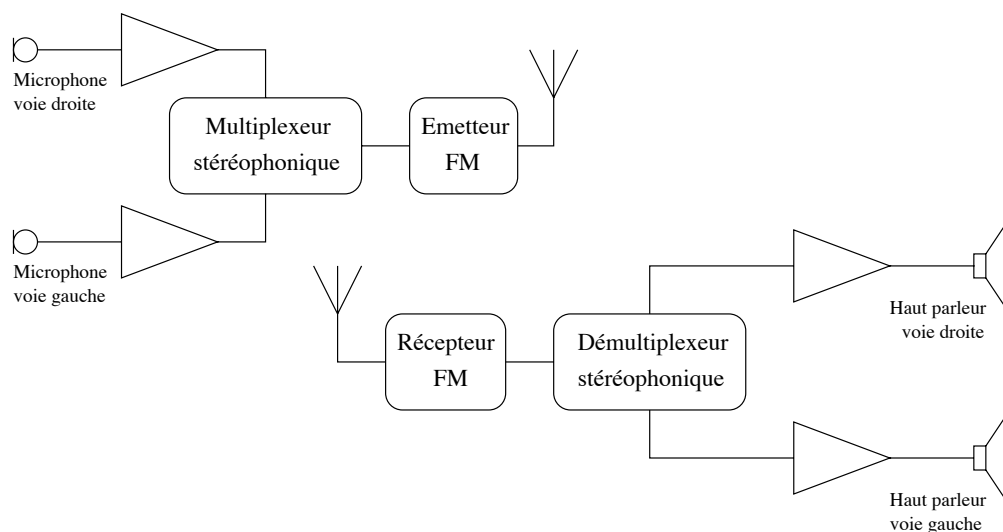 Microphone
voie droite
Multiplexeur
stéréophonique
Emetteur
FM
Microphone
voie gauche
Récepteur
FM
Démultiplexeur
stéréophonique
Haut parleur
voie droite
Haut parleur
voie gauche